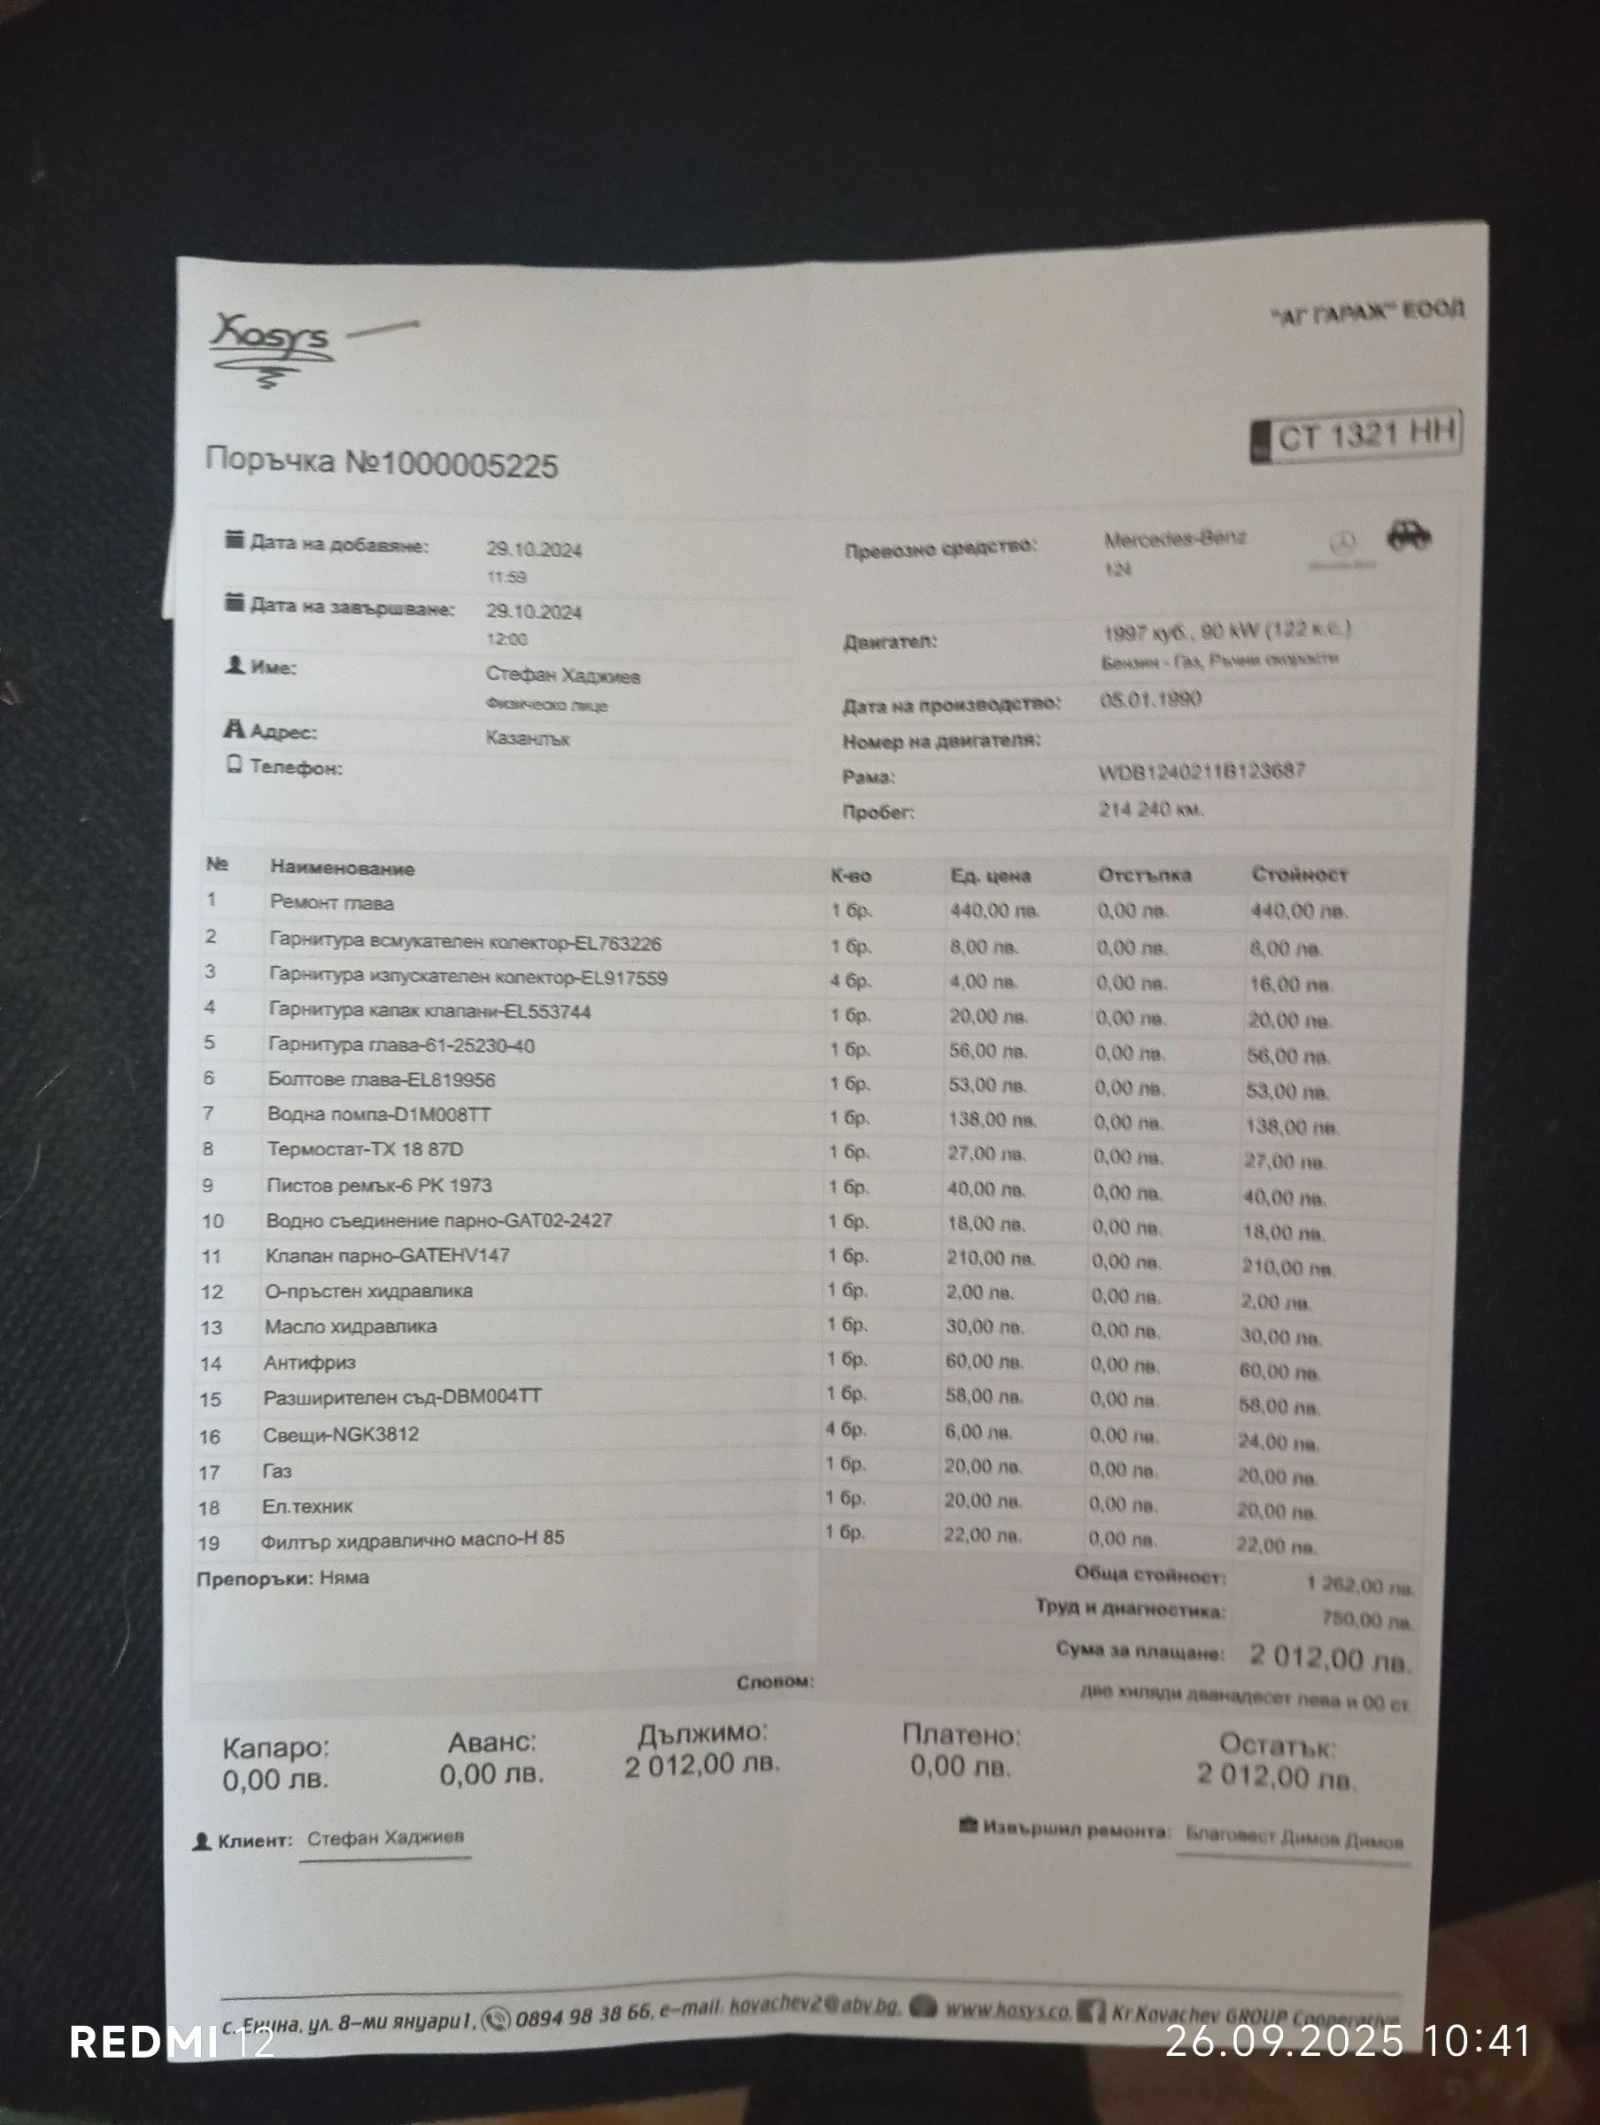 Kosys
"АГ ГАРАЖ" ЕООД
Поръчка №1000005225
СТ 1321 НН
Дата на добавяне: 29.10.2024
11:59
Дата на завършване: 29.10.2024
12:00
Име: Стефан Хаджиев
Физическо лице
Адрес: Казанлък
Телефон:
Превозно средство: Mercedes-Benz
124
Двигател: 1997 куб., 90 kW (122 к.с.)
Бензин - Газ, Ръчни скорости
Дата на производство: 05.01.1990
Номер на двигателя:
Рама: WDB1240211B123687
Пробег: 214 240 км.
№ Наименование К-во Ед. цена Отстъпка Стойност
1 Ремонт глава 1 бр. 440,00 лв. 0,00 лв. 440,00 лв.
2 Гарнитура всмукателен колектор-EL763226 1 бр. 8,00 лв. 0,00 лв. 8,00 лв.
3 Гарнитура изпускателен колектор-EL917559 4 бр. 4,00 лв. 0,00 лв. 16,00 лв.
4 Гарнитура капак клапани-EL553744 1 бр. 20,00 лв. 0,00 лв. 20,00 лв.
5 Гарнитура глава-61-25230-40 1 бр. 56,00 лв. 0,00 лв. 56,00 лв.
6 Болтове глава-EL819956 1 бр. 53,00 лв. 0,00 лв. 53,00 лв.
7 Водна помпа-D1M008TT 1 бр. 138,00 лв. 0,00 лв. 138,00 лв.
8 Термостат-TX 18 87D 1 бр. 27,00 лв. 0,00 лв. 27,00 лв.
9 Пистов ремък-6 PK 1973 1 бр. 40,00 лв. 0,00 лв. 40,00 лв.
10 Водно съединение парно-GAT02-2427 1 бр. 18,00 лв. 0,00 лв. 18,00 лв.
11 Клапан парно-GATEHV147 1 бр. 210,00 лв. 0,00 лв. 210,00 лв.
12 О-пръстен хидравлика 1 бр. 2,00 лв. 0,00 лв. 2,00 лв.
13 Масло хидравлика 1 бр. 30,00 лв. 0,00 лв. 30,00 лв.
14 Антифриз 1 бр. 60,00 лв. 0,00 лв. 60,00 лв.
15 Разширителен съд-DBM004TT 1 бр. 58,00 лв. 0,00 лв. 58,00 лв.
16 Свещи-NGK3812 4 бр. 6,00 лв. 0,00 лв. 24,00 лв.
17 Газ 1 бр. 20,00 лв. 0,00 лв. 20,00 лв.
18 Ел.техник 1 бр. 20,00 лв. 0,00 лв. 20,00 лв.
19 Филтър хидравлично масло-H 85 1 бр. 22,00 лв. 0,00 лв. 22,00 лв.
Препоръки: Няма
Обща стойност: 1 262,00 лв.
Труд и диагностика: 750,00 лв.
Сума за плащане: 2 012,00 лв.
Словом: две хиляди дванадесет лева и 00 ст.
Капаро: Аванс: Дължимо: Платено: Остатък:
0,00 лв. 0,00 лв. 2 012,00 лв. 0,00 лв. 2 012,00 лв.
Клиент: Стефан Хаджиев
Извършил ремонта: Благовест Димов Димов
с. Енина, ул. 8-ми януари1, 0894 98 38 66, e-mail: kovachev2@abv.bg, www.kosys.co, Kr.Kovachev GROUP Cooperative
REDMI 12
26.09.2025 10:41